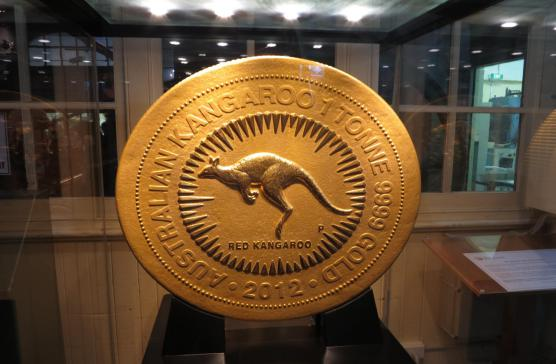 AUSTRALIAN KANGAROO 1 TONNE 9999 GOLD
P
RED KANGAROO
· 2012 ·